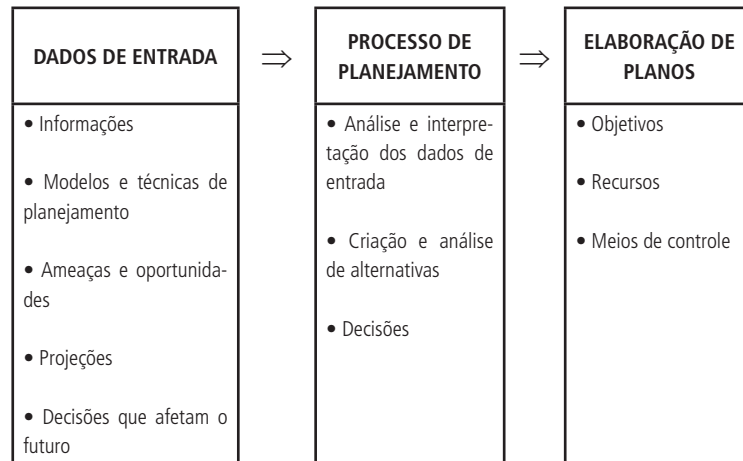 DADOS DE ENTRADA
⇒
PROCESSO DE
PLANEJAMENTO
⇒
ELABORAÇÃO DE
PLANOS
• Informações
• Modelos e técnicas de
planejamento
• Ameaças e oportunida-
des
• Projeções
• Decisões que afetam o
futuro
• Análise e interpre-
tação dos dados de
entrada
• Criação e análise
de alternativas
• Decisões
• Objetivos
• Recursos
• Meios de controle